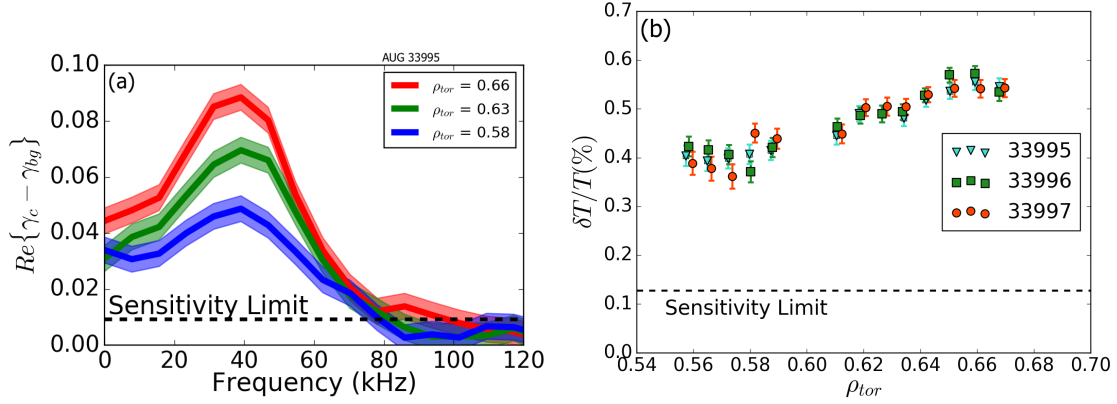 AUG 33995
(a)
ρtor = 0.66
ρtor = 0.63
ρtor = 0.58
Re{γc − γbg}
0.10
0.08
0.06
0.04
0.02
0.00
Sensitivity Limit
0 20 40 60 80 100 120
Frequency (kHz)
(b)
δT/T(%)
0.7
0.6
0.5
0.4
0.3
0.2
0.1
0.0
33995
33996
33997
Sensitivity Limit
0.54 0.56 0.58 0.60 0.62 0.64 0.66 0.68 0.70
ρtor